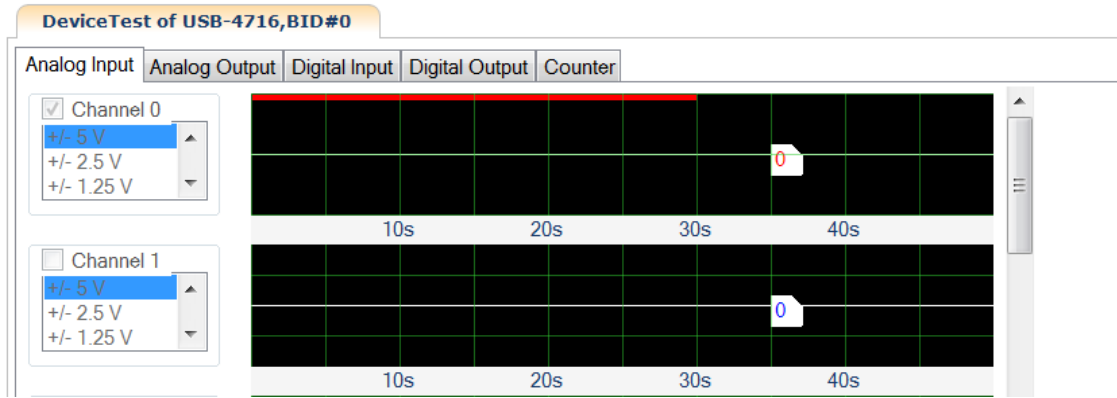 DeviceTest of USB-4716,BID#0
Analog Input Analog Output Digital Input Digital Output Counter
Channel 0
+/- 5 V
+/- 2.5 V
+/- 1.25 V
0
10s 20s 30s 40s
Channel 1
+/- 5 V
+/- 2.5 V
+/- 1.25 V
0
10s 20s 30s 40s